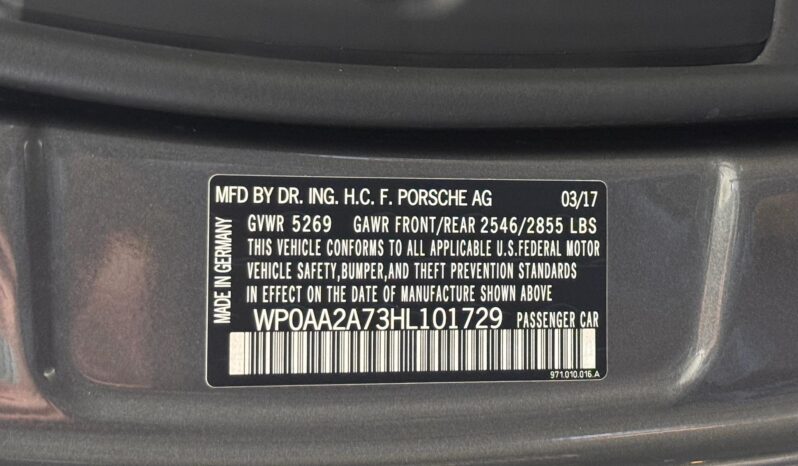 MFD BY DR. ING. H.C. F. PORSCHE AG 03/17
GVWR 5269 GAWR FRONT/REAR 2546/2855 LBS
THIS VEHICLE CONFORMS TO ALL APPLICABLE U.S.FEDERAL MOTOR
VEHICLE SAFETY,BUMPER,AND THEFT PREVENTION STANDARDS
IN EFFECT ON THE DATE OF MANUFACTURE SHOWN ABOVE
WP0AA2A73HL101729 PASSENGER CAR
971.010.016.A
MADE IN GERMANY